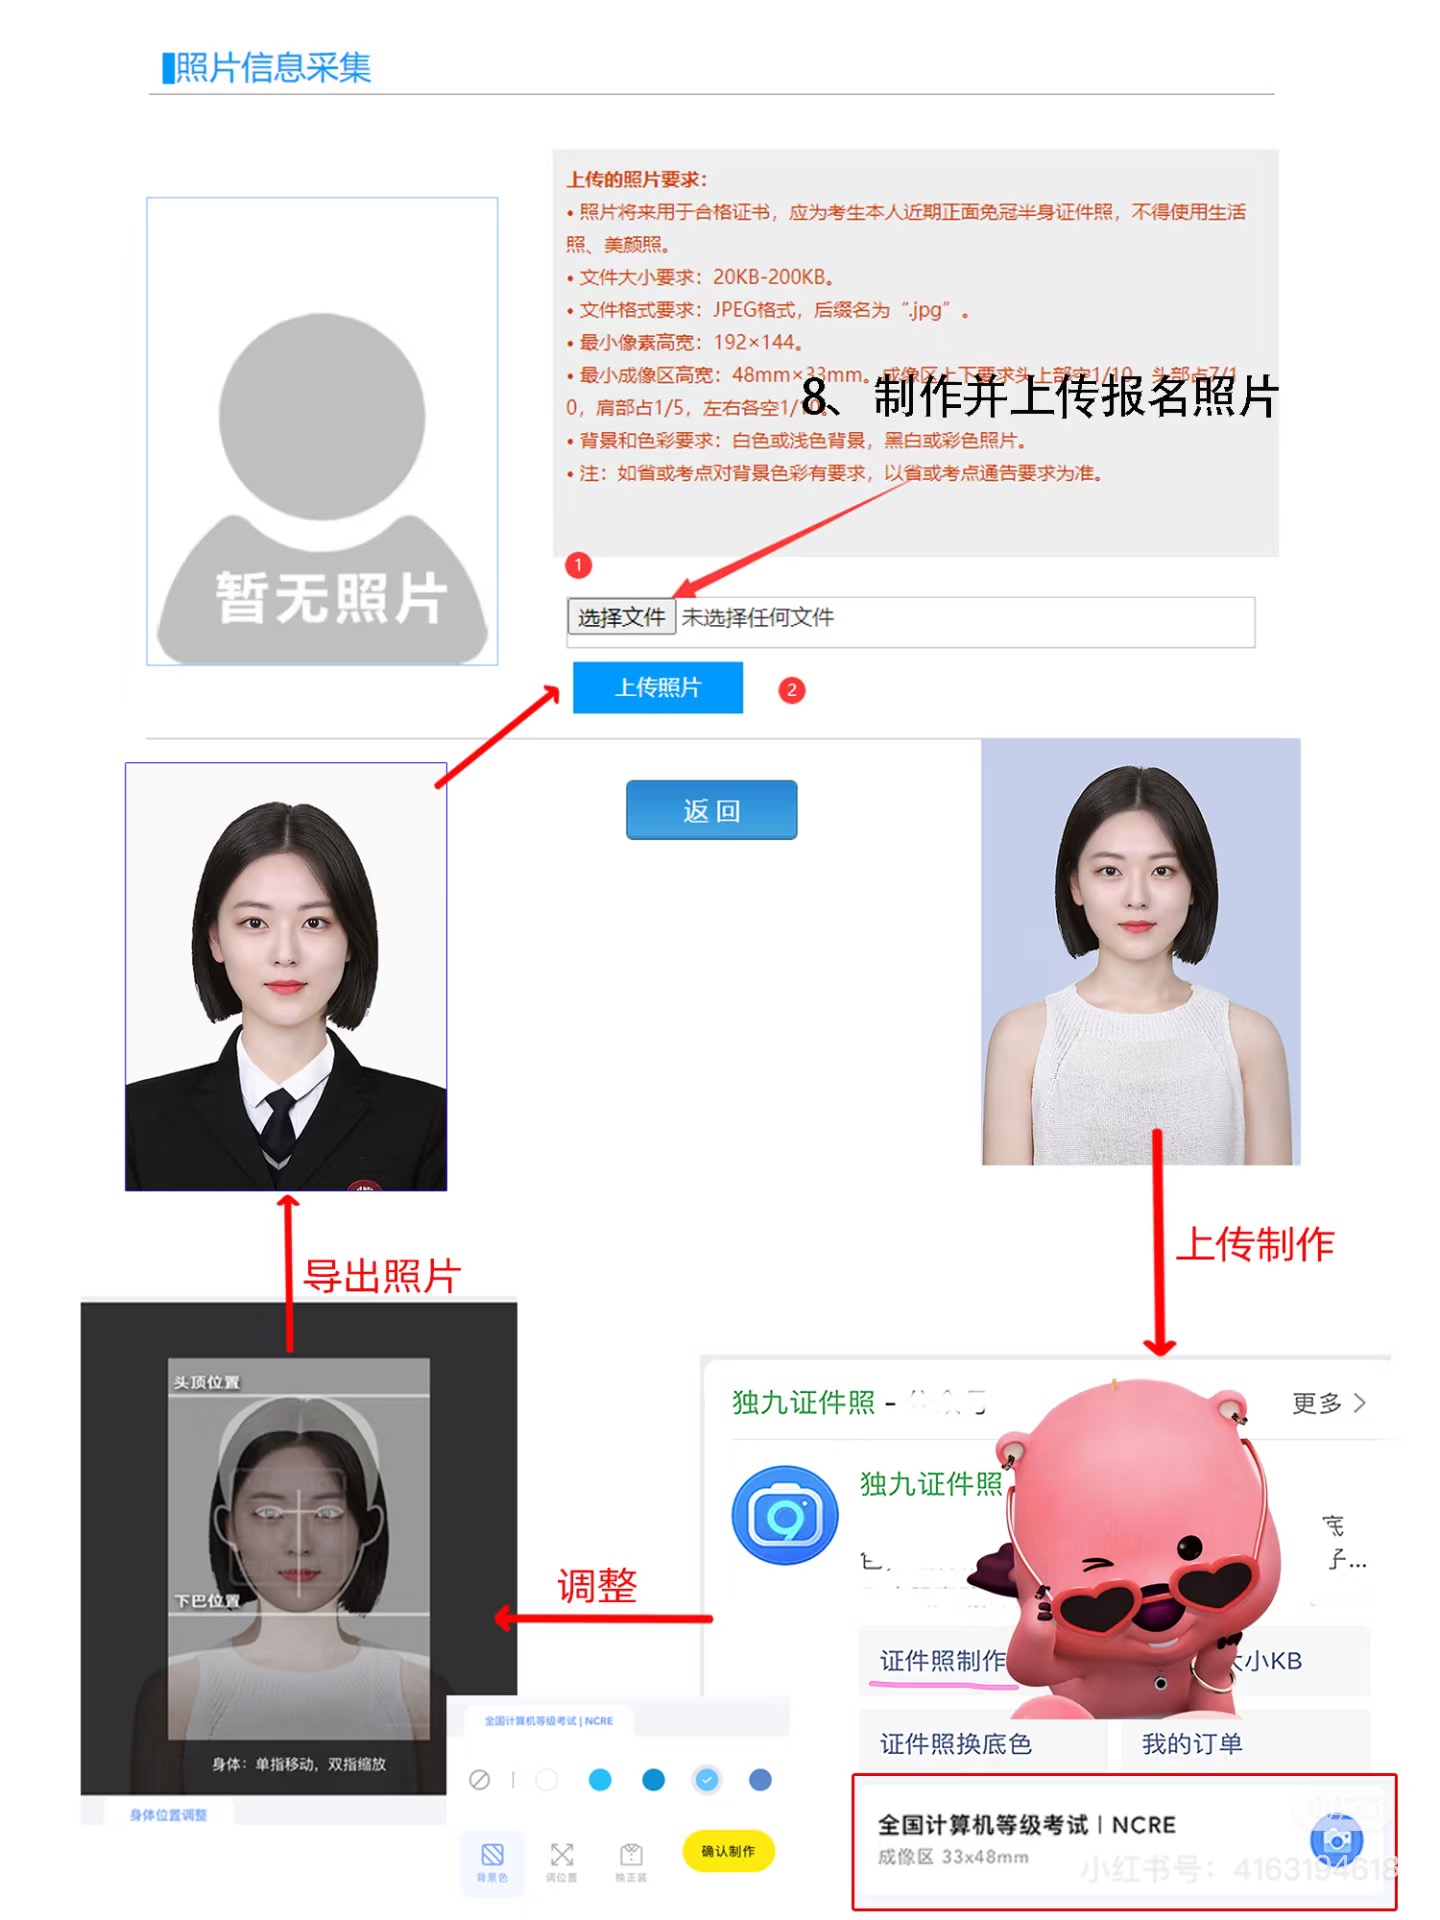 照片信息采集
上传的照片要求：
• 照片将来用于合格证书，应为考生本人近期正面免冠半身证件照，不得使用生活
照、美颜照。
• 文件大小要求：20KB-200KB。
• 文件格式要求：JPEG格式，后缀名为“.jpg”。
• 最小像素高宽：192×144。
• 最小成像区高宽：48mm×33mm。成像区上下要求头上部空1/10，头部占7/1
0，肩部占1/5，左右各空1/10。
8、制作并上传报名照片
• 背景和色彩要求：白色或浅色背景，黑白或彩色照片。
• 注：如省或考点对背景色彩有要求，以省或考点通告要求为准。
暂无照片
1
选择文件 未选择任何文件
上传照片 2
返回
上传制作
导出照片
头顶位置
下巴位置
身体：单指移动，双指缩放
身体位置调整
调整
独九证件照 -
更多 >
独九证件照
证件照制作
大小KB
证件照换底色
我的订单
全国计算机等级考试 | NCRE
背景色
调位置
换正装
确认制作
全国计算机等级考试 | NCRE
成像区 33x48mm
小红书号：4163194618